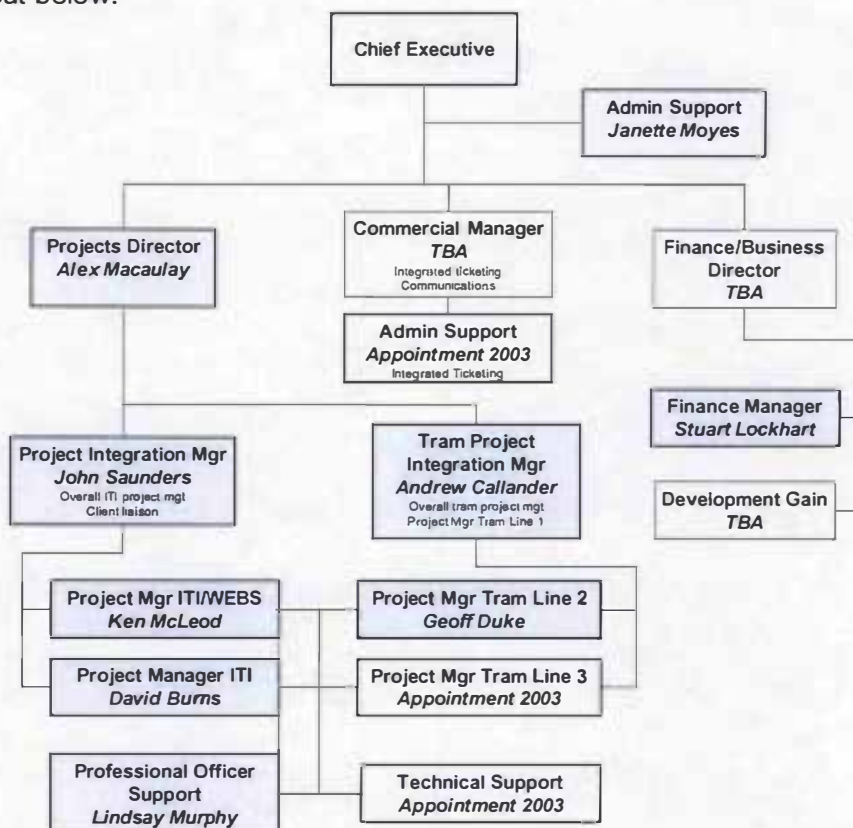 out below.
Chief Executive
Admin Support
Janette Moyes
Projects Director
Alex Macaulay
Commercial Manager
TBA
Integrated ticketing
Communications
Finance/Business
Director
TBA
Admin Support
Appointment 2003
Integrated Ticketing
Finance Manager
Stuart Lockhart
Development Gain
TBA
Project Integration Mgr
John Saunders
Overall ITI project mgt
Client liaison
Tram Project
Integration Mgr
Andrew Callander
Overall tram project mgt
Project Mgr Tram Line 1
Project Mgr ITI/WEBS
Ken McLeod
Project Mgr Tram Line 2
Geoff Duke
Project Manager ITI
David Burns
Project Mgr Tram Line 3
Appointment 2003
Professional Officer
Support
Lindsay Murphy
Technical Support
Appointment 2003